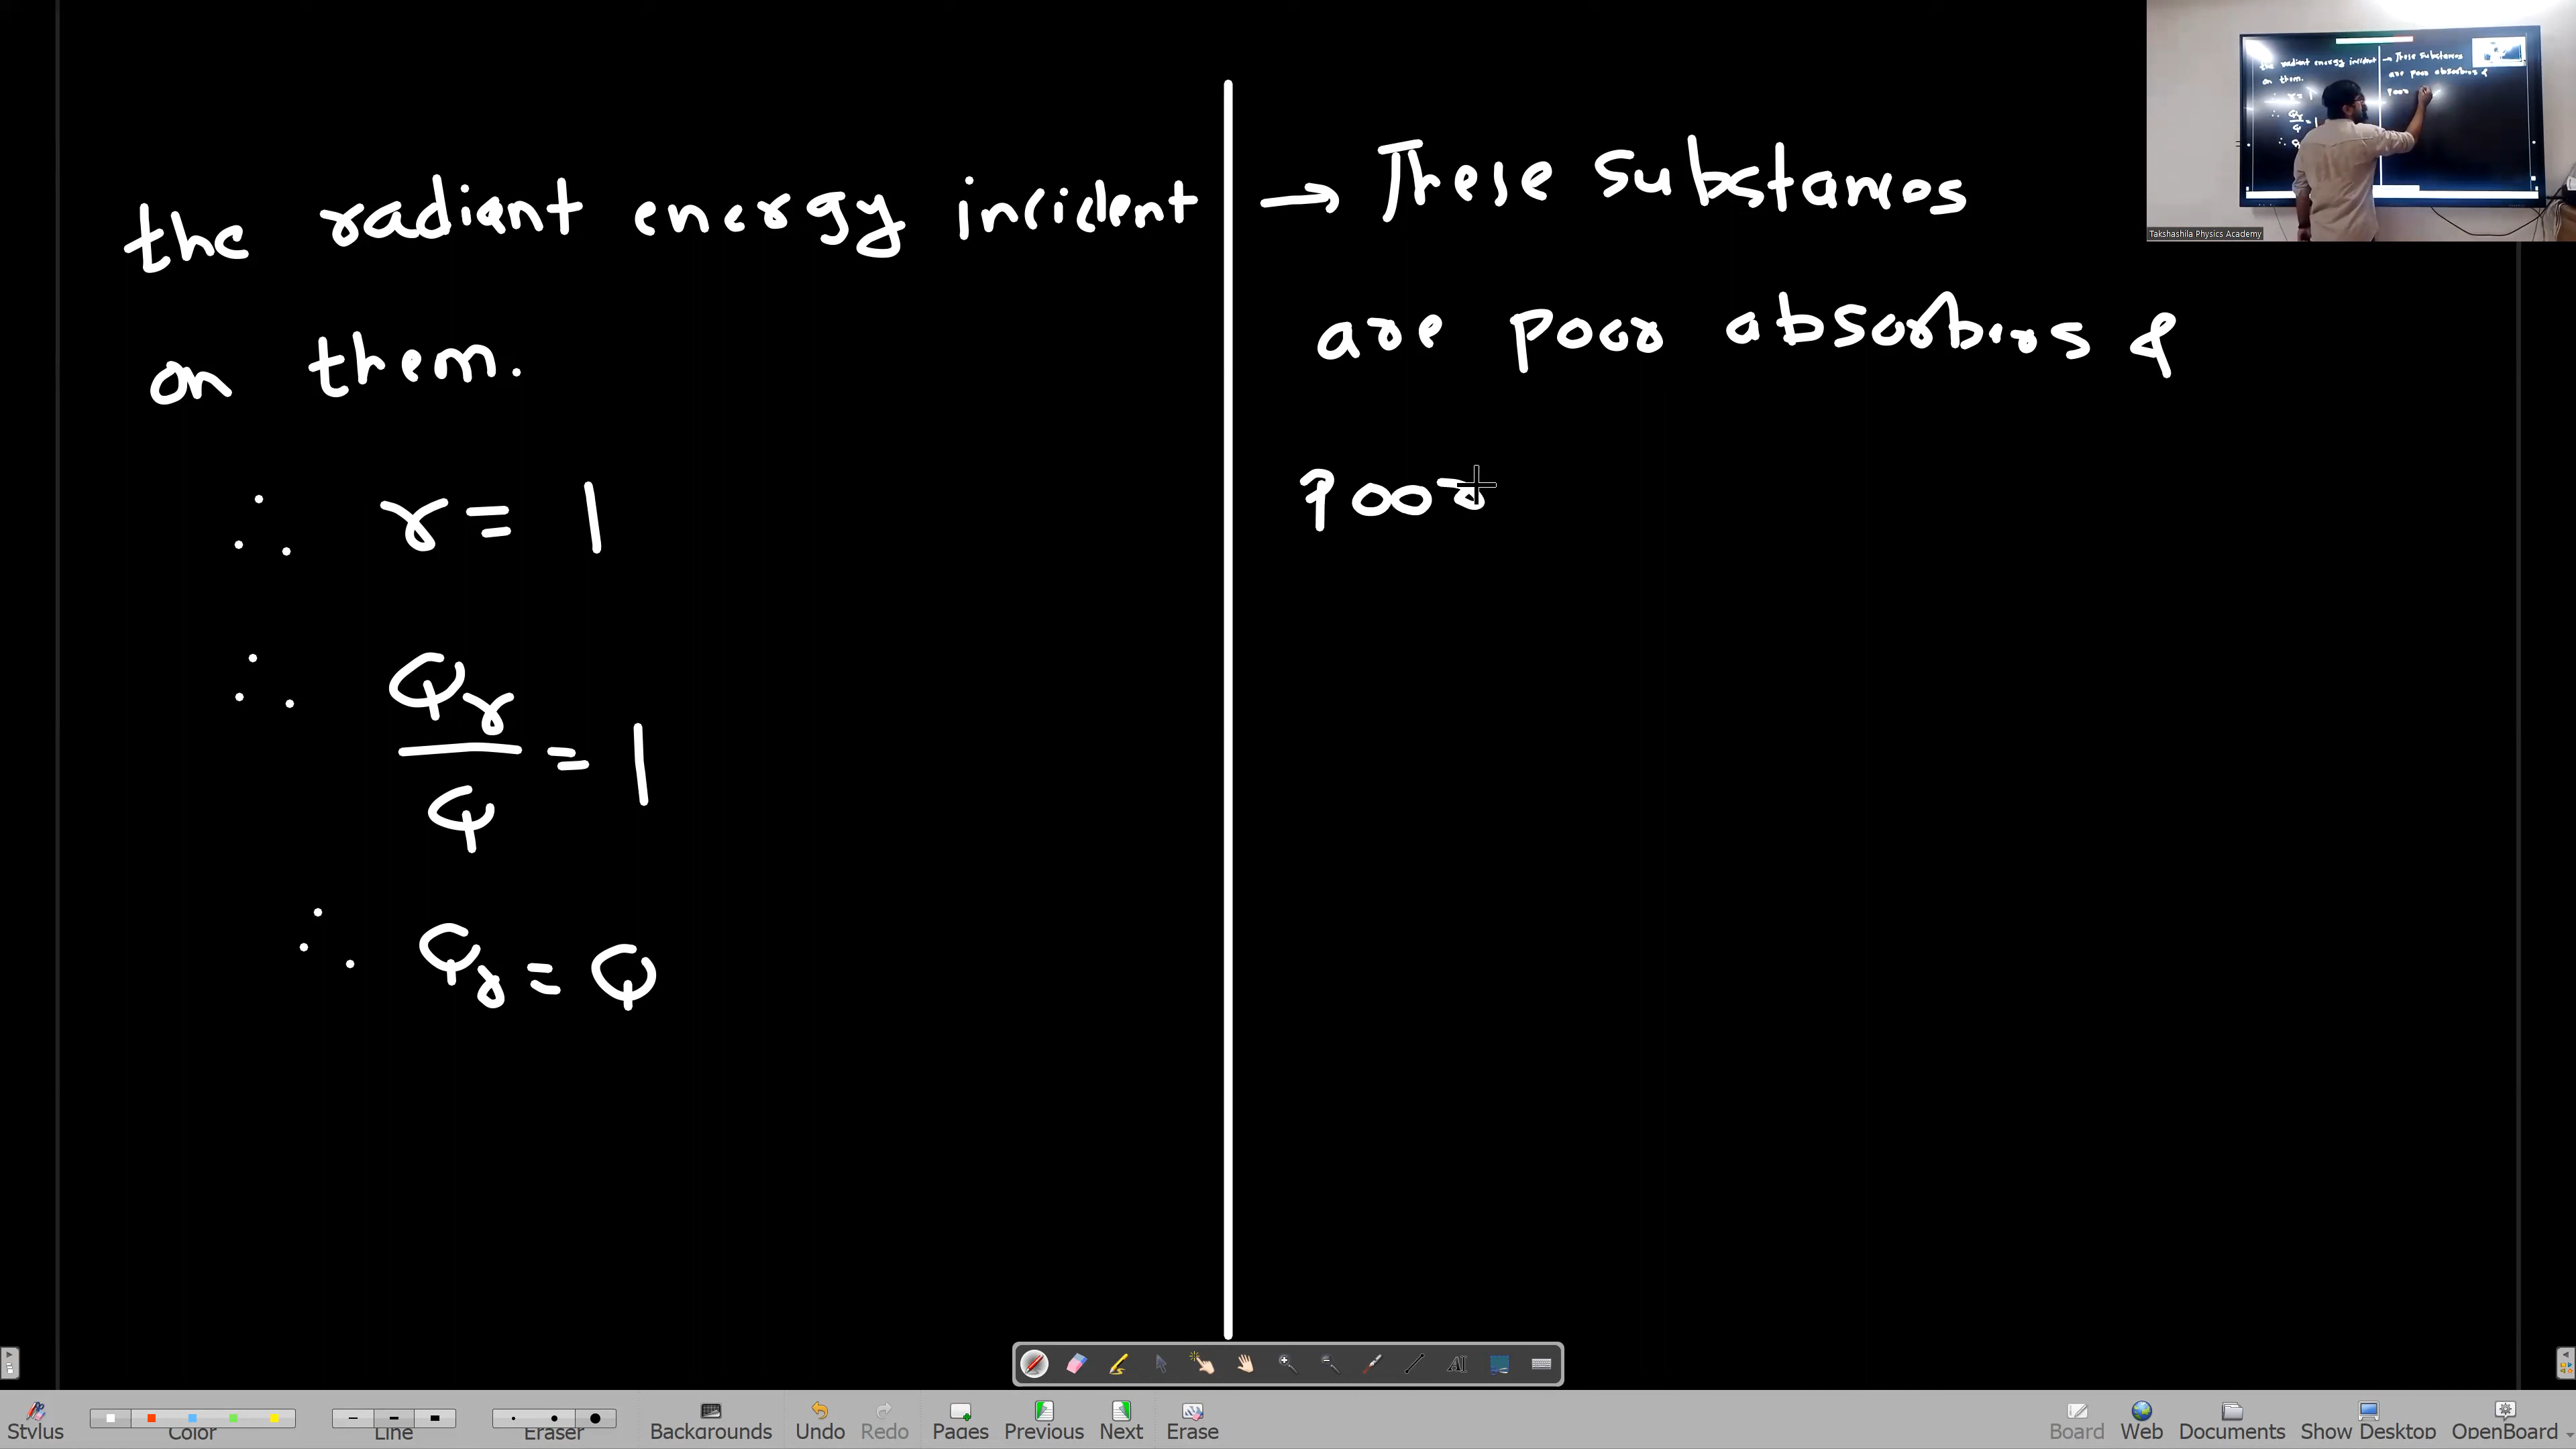 the radiant energy incident
on them.
∴ r = 1
∴ Qr/Q = 1
∴ Qr = Q
→ These substances
are poor absorbers &
poor
Takshashila Physics Academy
Stylus
Color
Line
Eraser
Backgrounds
Undo
Redo
Pages
Previous
Next
Erase
Board
Web
Documents
Show Desktop
OpenBoard